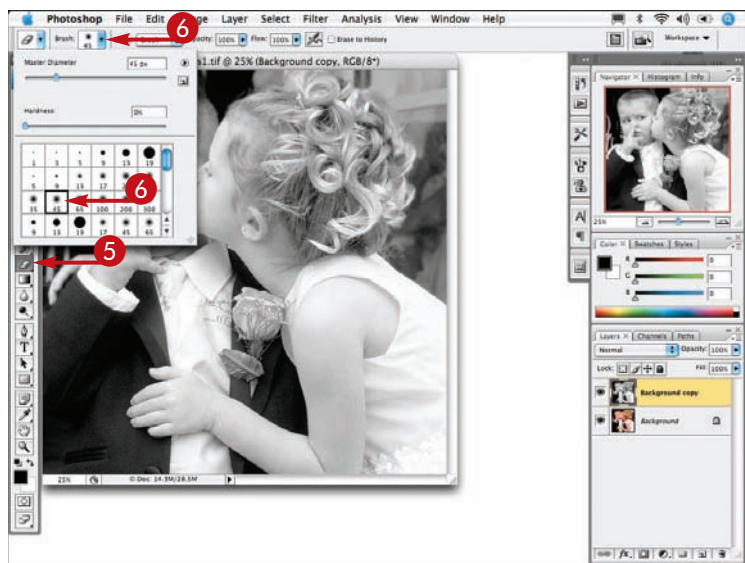 Photoshop File Edit Layer Select Filter Analysis View Window Help
6
Brush: 45 Opacity: 100% Flow: 100% Erase to History Workspace
Master Diameter 45 px
Hardness: 0%
1 3 5 9 13 19
5 9 13 17
35 45 65 100 200 300
9 13 19 17 45 65
6
5
1.tif @ 25% (Background copy, RGB/8*)
25% Doc: 14.3M/28.5M
Navigator X Histogram Info
25%
Color X Swatches Styles
R 0
G 0
B 0
Layers X Channels Paths
Normal Opacity: 100%
Lock: Fill: 100%
Background copy
Background